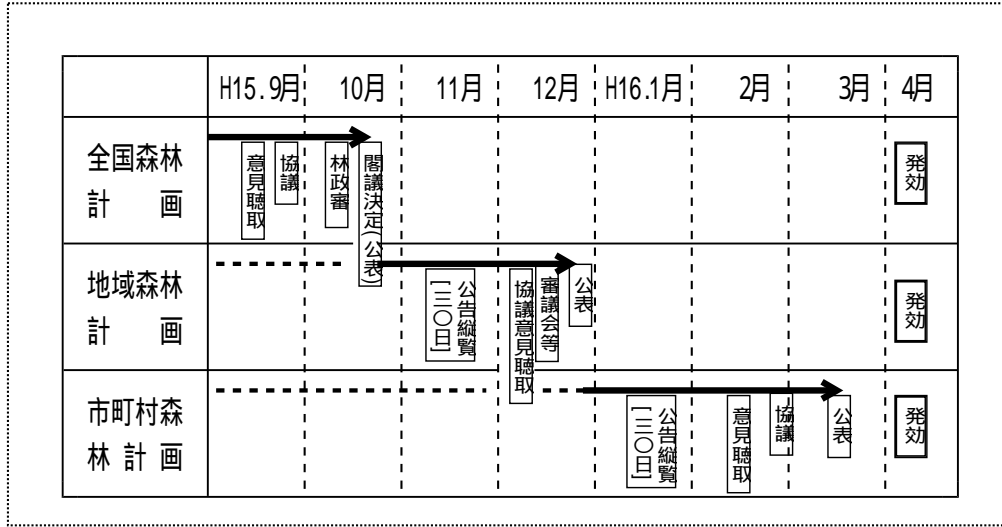 H15.9月 10月 11月 12月 H16.1月 2月 3月 4月
全国森林
計 画
意見聴取
協議
林政審
閣議決定(公表)
発効
地域森林
計 画
公告縦覧
[三〇日]
協議意見聴取
審議会等
公表
発効
市町村森
林 計 画
公告縦覧
[三〇日]
意見聴取
協議
公表
発効